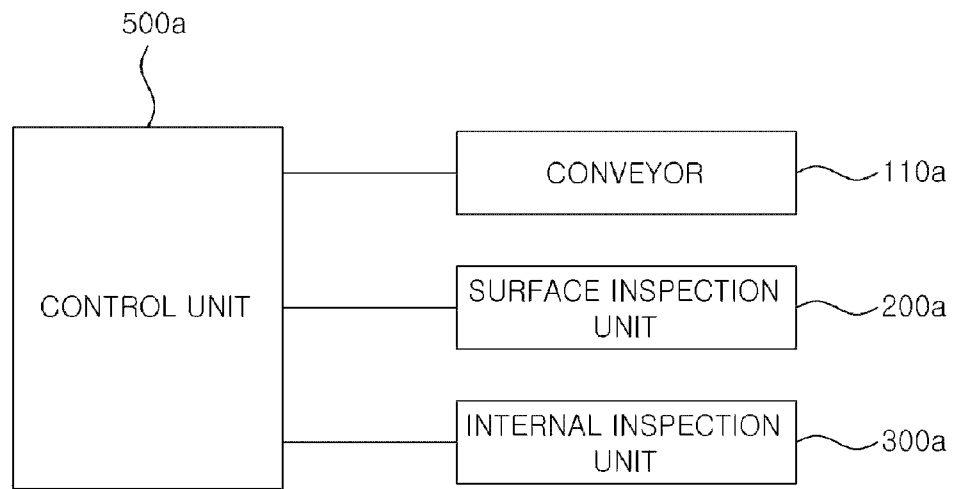 500a
CONVEYOR
110a
CONTROL UNIT
SURFACE INSPECTION
UNIT
200a
INTERNAL INSPECTION
UNIT
300a